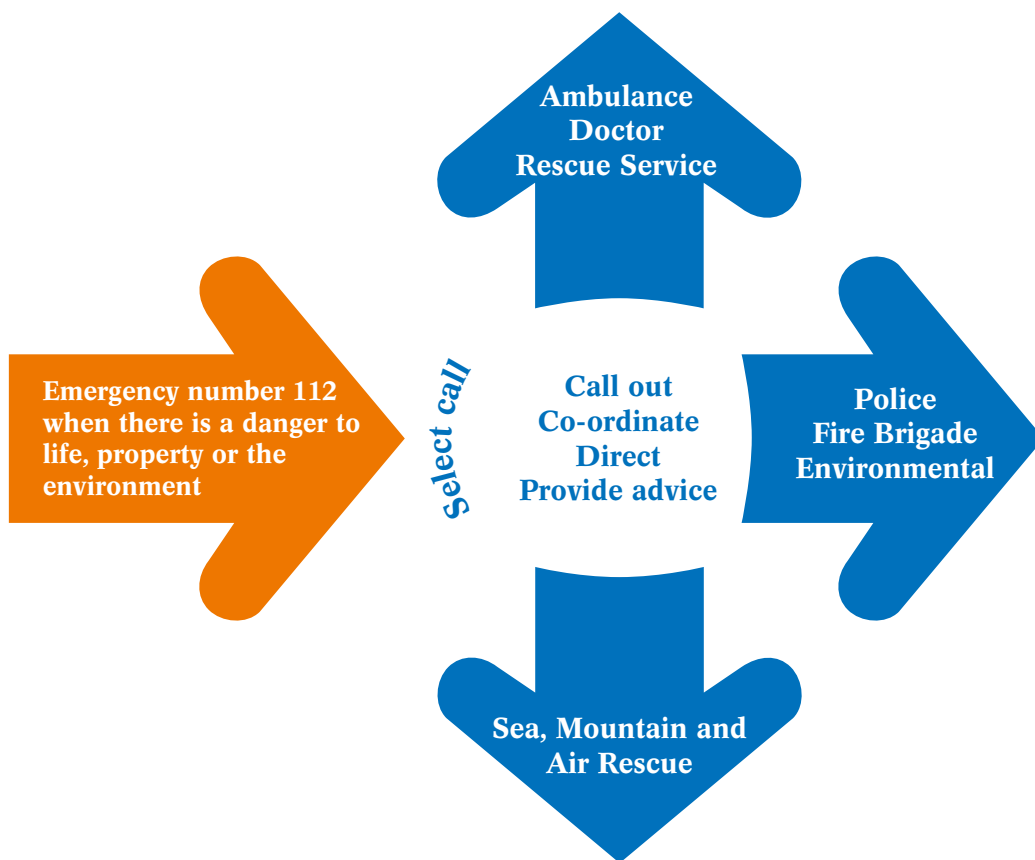 Ambulance
Doctor
Rescue Service
Emergency number 112
when there is a danger to
life, property or the
environment
Select call
Call out
Co-ordinate
Direct
Provide advice
Police
Fire Brigade
Environmental
Sea, Mountain and
Air Rescue